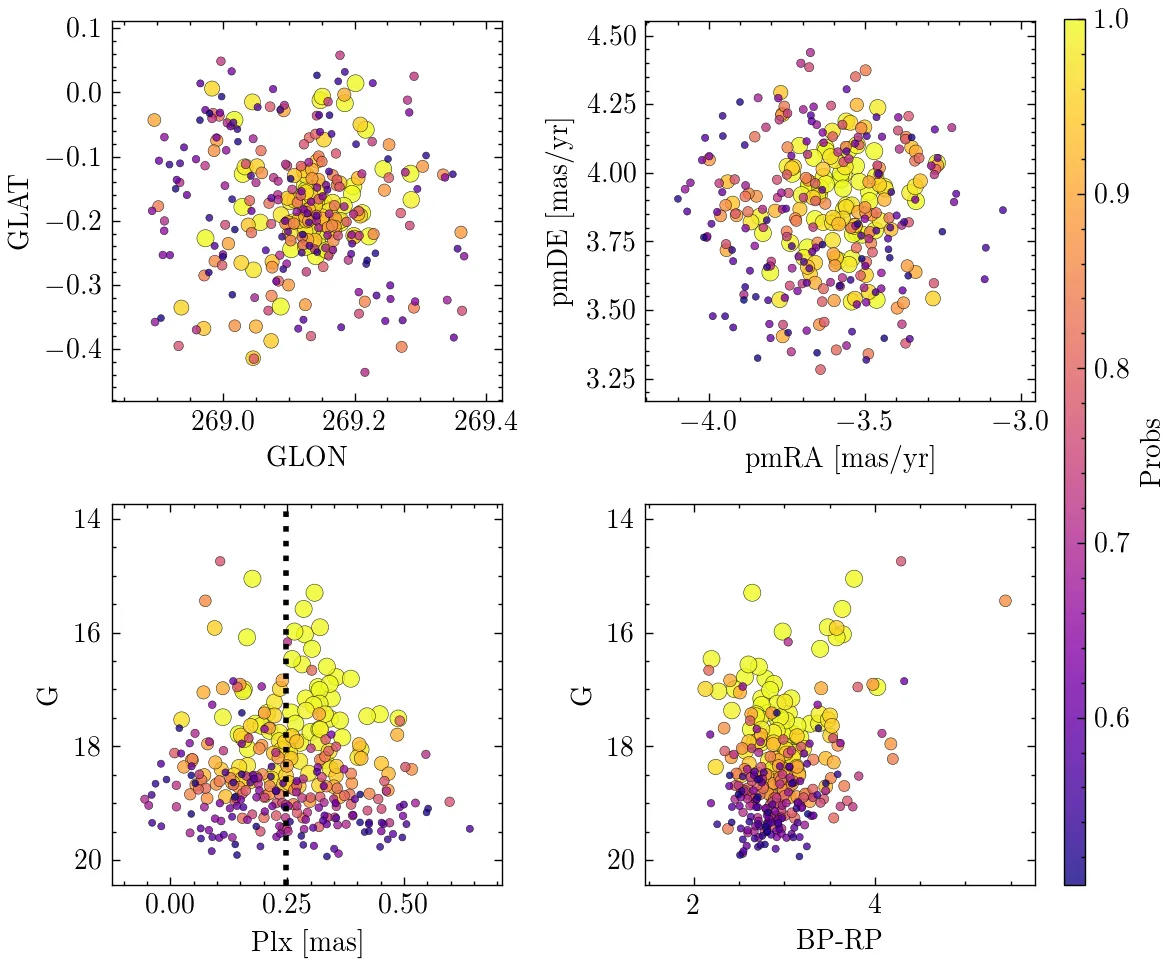 0.1
0.0
−0.1
−0.2
−0.3
−0.4
GLAT
269.0 269.2 269.4
GLON
4.50
4.25
4.00
3.75
3.50
3.25
pmDE [mas/yr]
−4.0 −3.5 −3.0
pmRA [mas/yr]
14
16
18
20
G
0.00 0.25 0.50
Plx [mas]
14
16
18
20
G
2 4
BP-RP
1.0
0.9
0.8
0.7
0.6
Probs